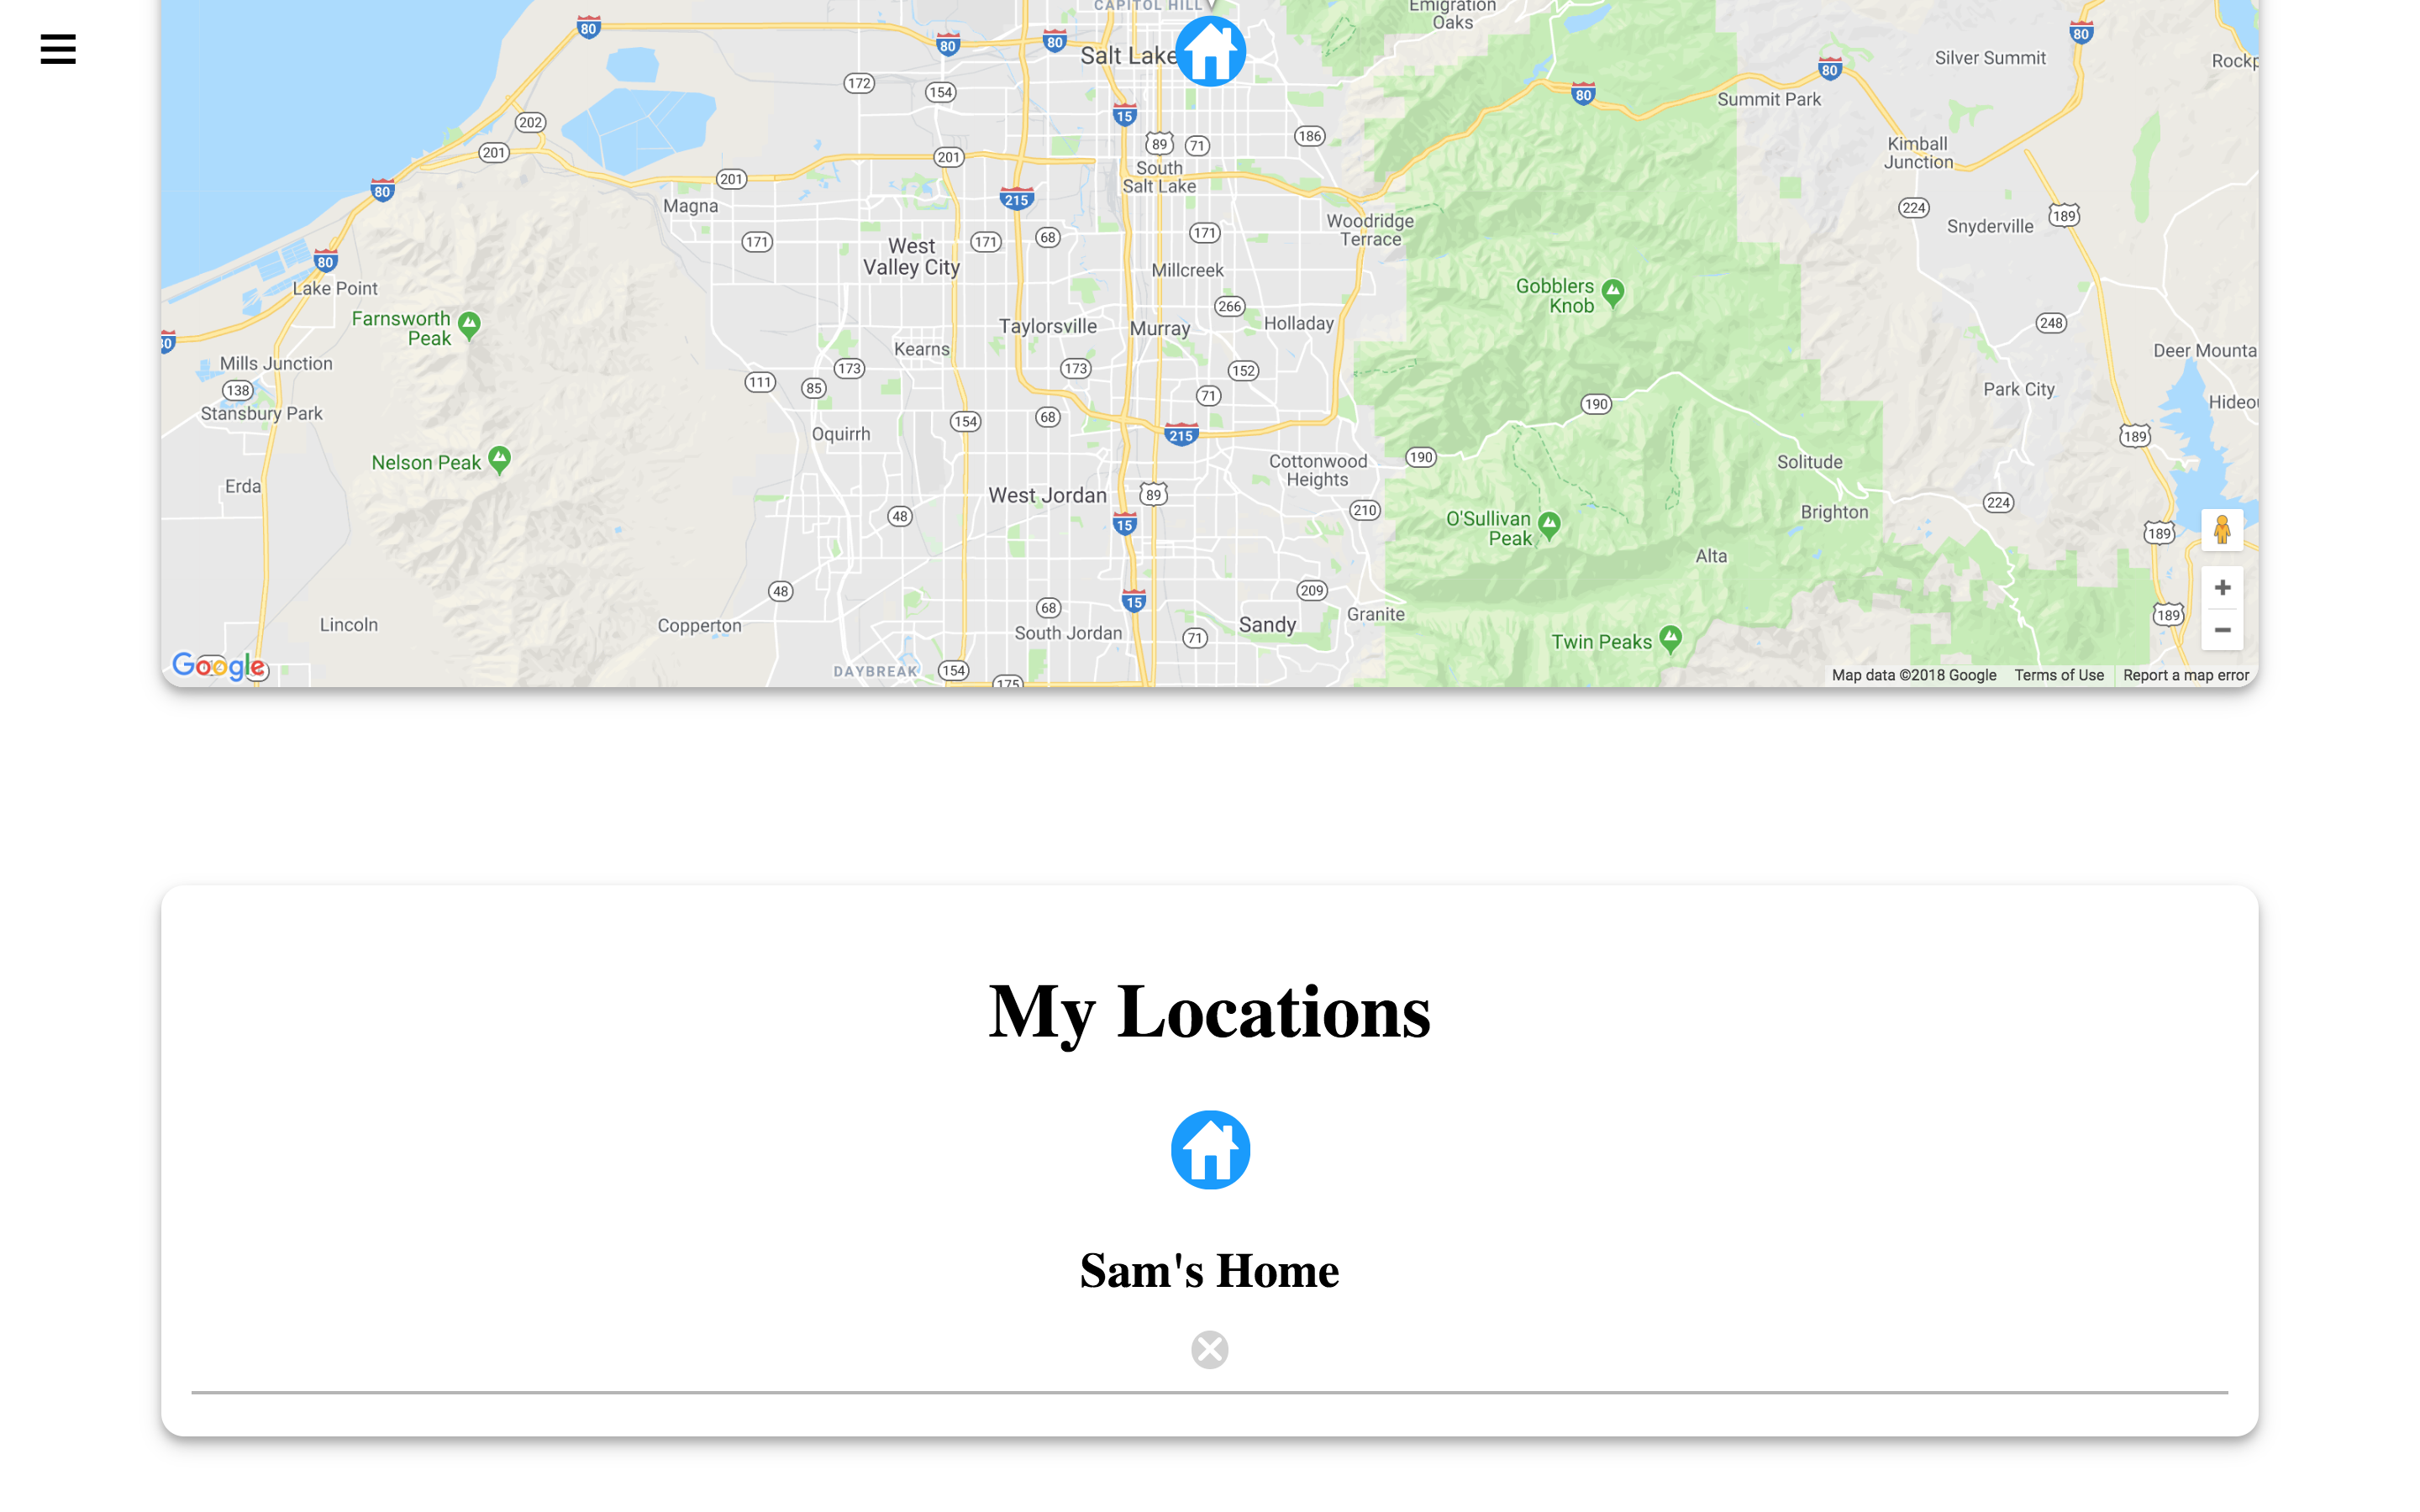 CAPITOL HILL
Emigration
Oaks
80
80
80
80
80
80
Salt Lake
Silver Summit
172
154
Summit Park
15
202
186
89
71
Kimball
Junction
201
201
201
South
Salt Lake
80
215
Magna
224
189
Woodridge
Terrace
Snyderville
171
171
68
171
West
Valley City
80
Millcreek
Lake Point
Gobblers
Knob
266
Farnsworth
Peak
Taylorsville
Murray
Holladay
248
Kearns
Mills Junction
173
173
152
111
85
71
138
Park City
Stansbury Park
190
68
154
Oquirrh
215
189
190
Nelson Peak
Cottonwood
Heights
Solitude
Erda
West Jordan
89
224
48
210
Brighton
15
O'Sullivan
Peak
189
Alta
48
209
15
68
Granite
189
Lincoln
Copperton
South Jordan
71
Sandy
Twin Peaks
DAYBREAK
154
175
Google
Map data ©2018 Google
Terms of Use
Report a map error
My Locations
Sam's Home